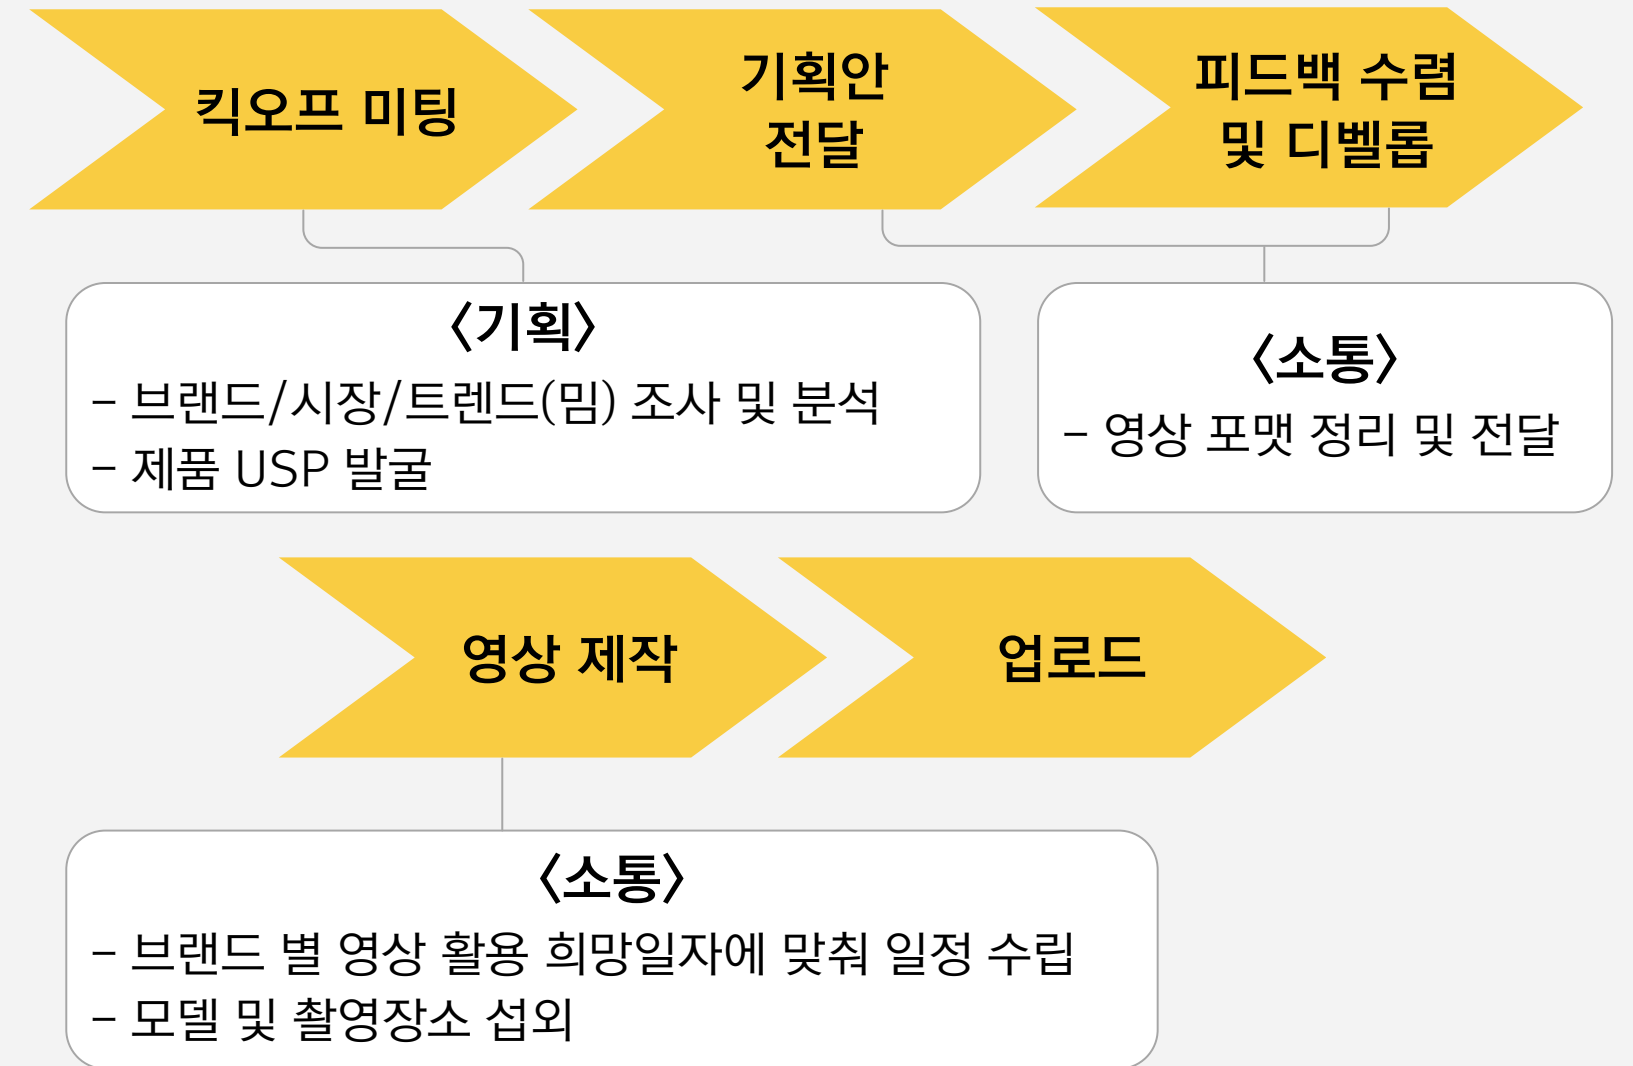 킥오프 미팅
기획안
전달
피드백 수렴
및 디벨롭
〈기획〉
- 브랜드/시장/트렌드(밈) 조사 및 분석
- 제품 USP 발굴
〈소통〉
- 영상 포맷 정리 및 전달
영상 제작
업로드
〈소통〉
- 브랜드 별 영상 활용 희망일자에 맞춰 일정 수립
- 모델 및 촬영장소 섭외